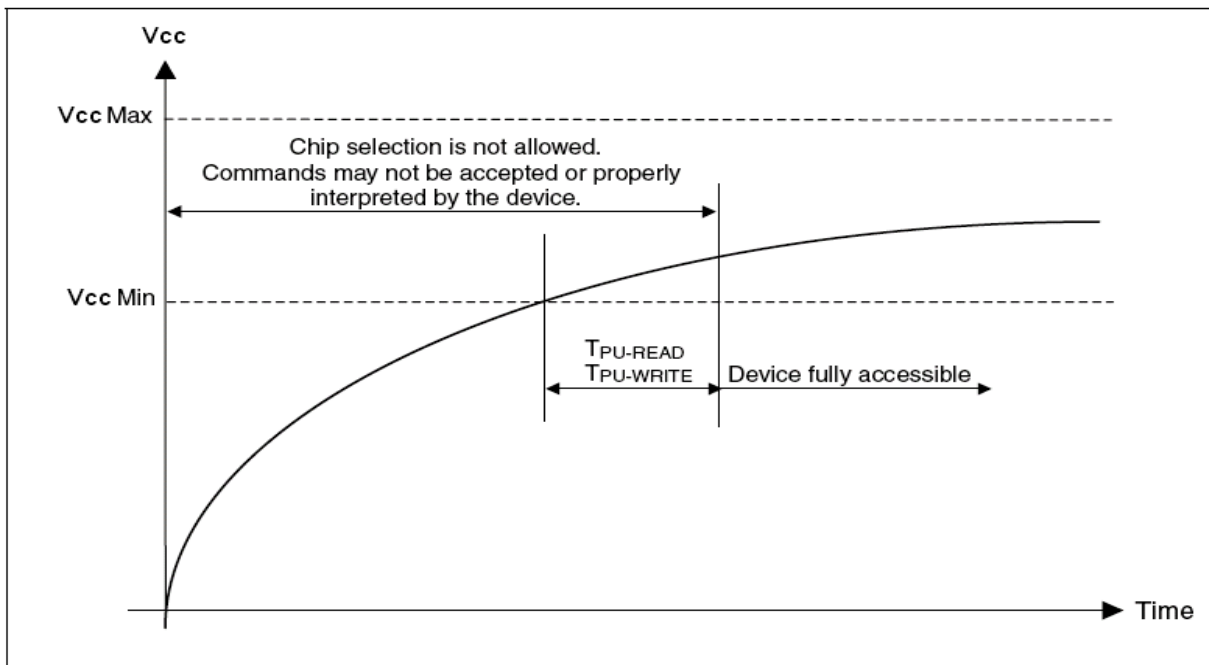 Vcc
Vcc Max
Chip selection is not allowed.
Commands may not be accepted or properly
interpreted by the device.
Vcc Min
TPU-READ
TPU-WRITE
Device fully accessible
Time